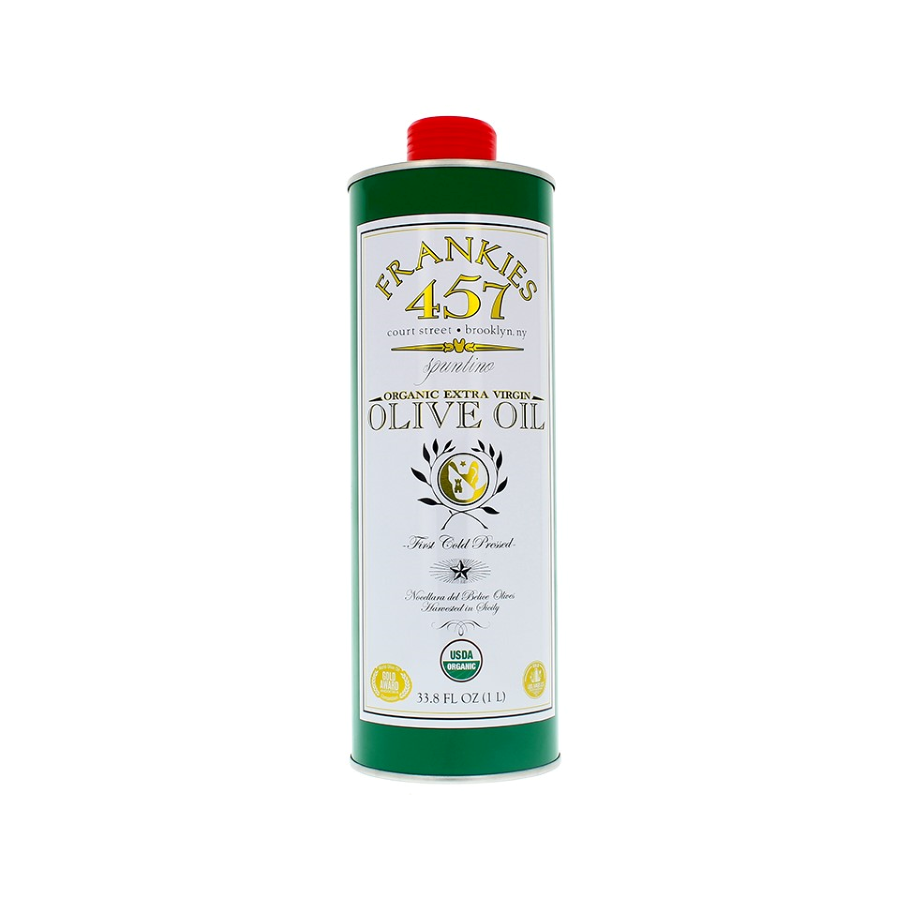 FRANKIES
457
court street • brooklyn, ny
spuntino
ORGANIC EXTRA VIRGIN
OLIVE OIL
-First Cold Pressed-
Nocellara del Belice Olives
Harvested in Sicily
USDA
ORGANIC
GOLD
AWARD
33.8 FL OZ (1 L)